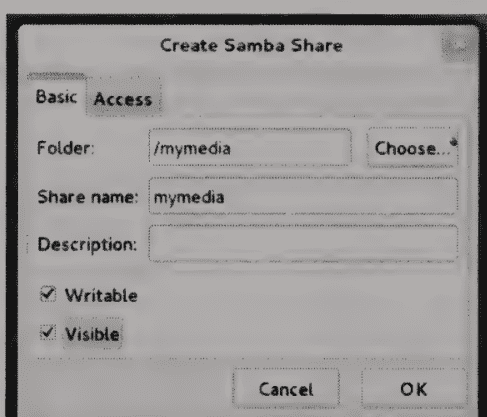 Create Samba Share
Basic Access
Folder: /mymedia Choose...
Share name: mymedia
Description:
Writable
Visible
Cancel OK